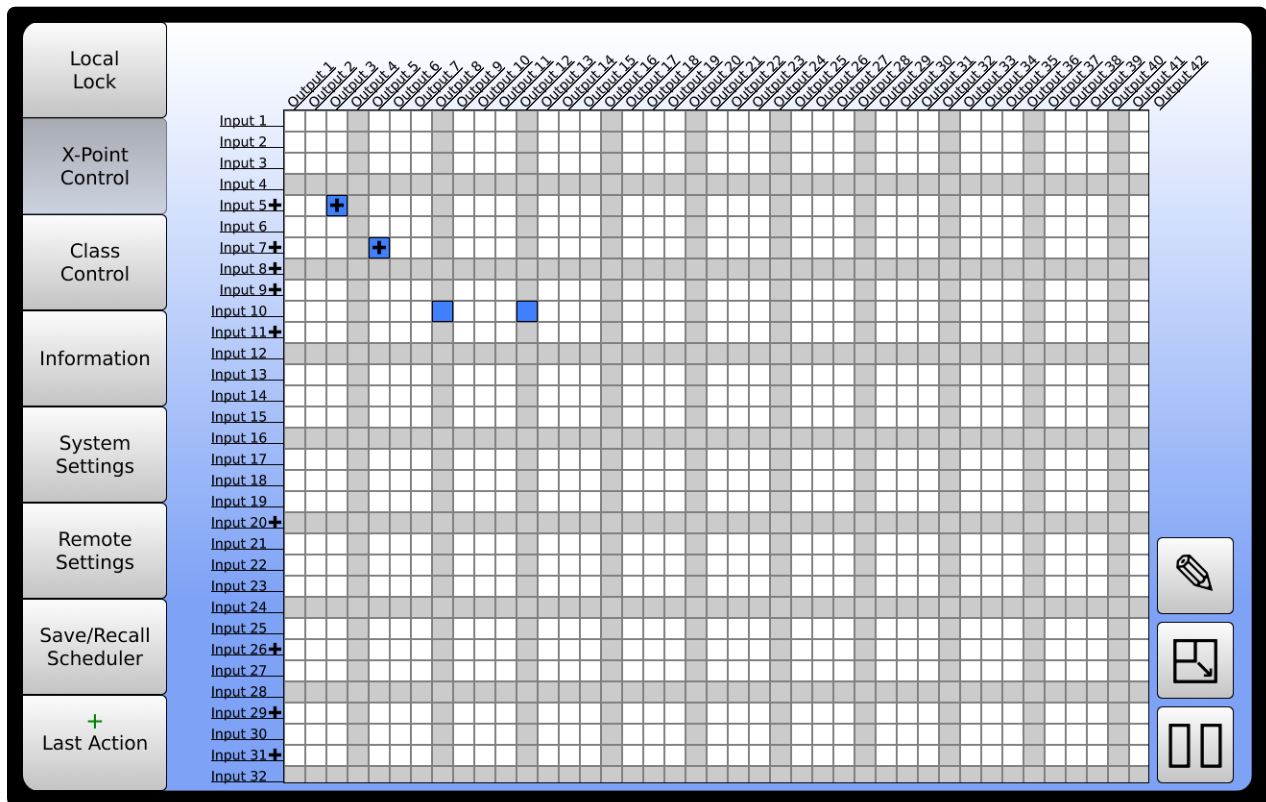 Local
Lock
X-Point
Control
Class
Control
Information
System
Settings
Remote
Settings
Save/Recall
Scheduler
+
Last Action
Output 1
Output 2
Output 3
Output 4
Output 5
Output 6
Output 7
Output 8
Output 9
Output 10
Output 11
Output 12
Output 13
Output 14
Output 15
Output 16
Output 17
Output 18
Output 19
Output 20
Output 21
Output 22
Output 23
Output 24
Output 25
Output 26
Output 27
Output 28
Output 29
Output 30
Output 31
Output 32
Output 33
Output 34
Output 35
Output 36
Output 37
Output 38
Output 39
Output 40
Output 41
Output 42
Input 1
Input 2
Input 3
Input 4
Input 5+
Input 6
Input 7+
Input 8+
Input 9+
Input 10
Input 11+
Input 12
Input 13
Input 14
Input 15
Input 16
Input 17
Input 18
Input 19
Input 20+
Input 21
Input 22
Input 23
Input 24
Input 25
Input 26+
Input 27
Input 28
Input 29+
Input 30
Input 31+
Input 32